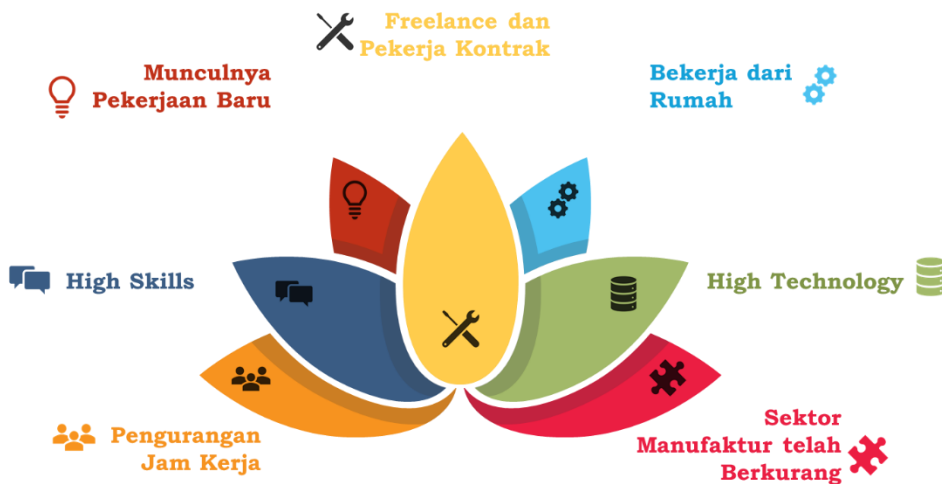 Freelance dan
Pekerja Kontrak
Munculnya
Pekerjaan Baru
Bekerja dari
Rumah
High Skills
High Technology
Pengurangan
Jam Kerja
Sektor
Manufaktur telah
Berkurang